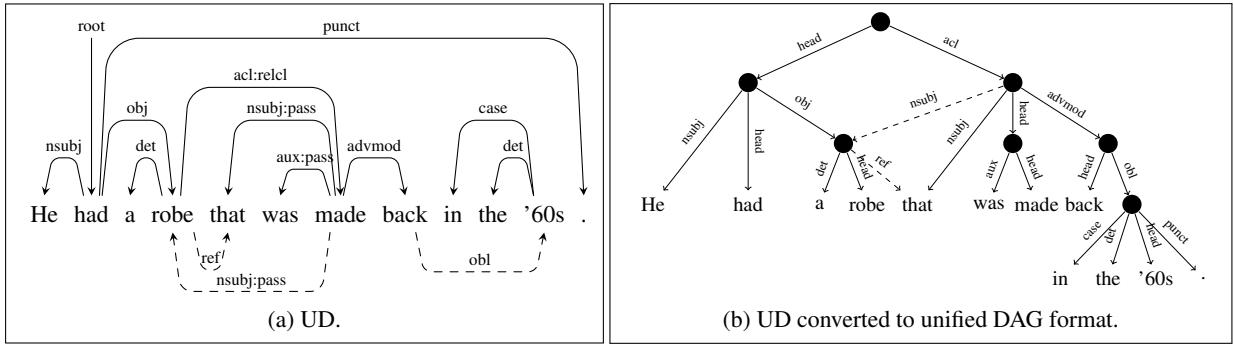 root
punct
acl:relcl
obj
nsubj:pass
case
nsubj
det
aux:pass
advmod
det
He had a robe that was made back in the '60s .
ref
nsubj:pass
obl
(a) UD.
head
acl
nsubj
head
obj
nsubj
nsubj
head
advmod
det
head
ref
aux
head
head
obl
He had a robe that was made back
case
det
head
punct
in the '60s .
(b) UD converted to unified DAG format.